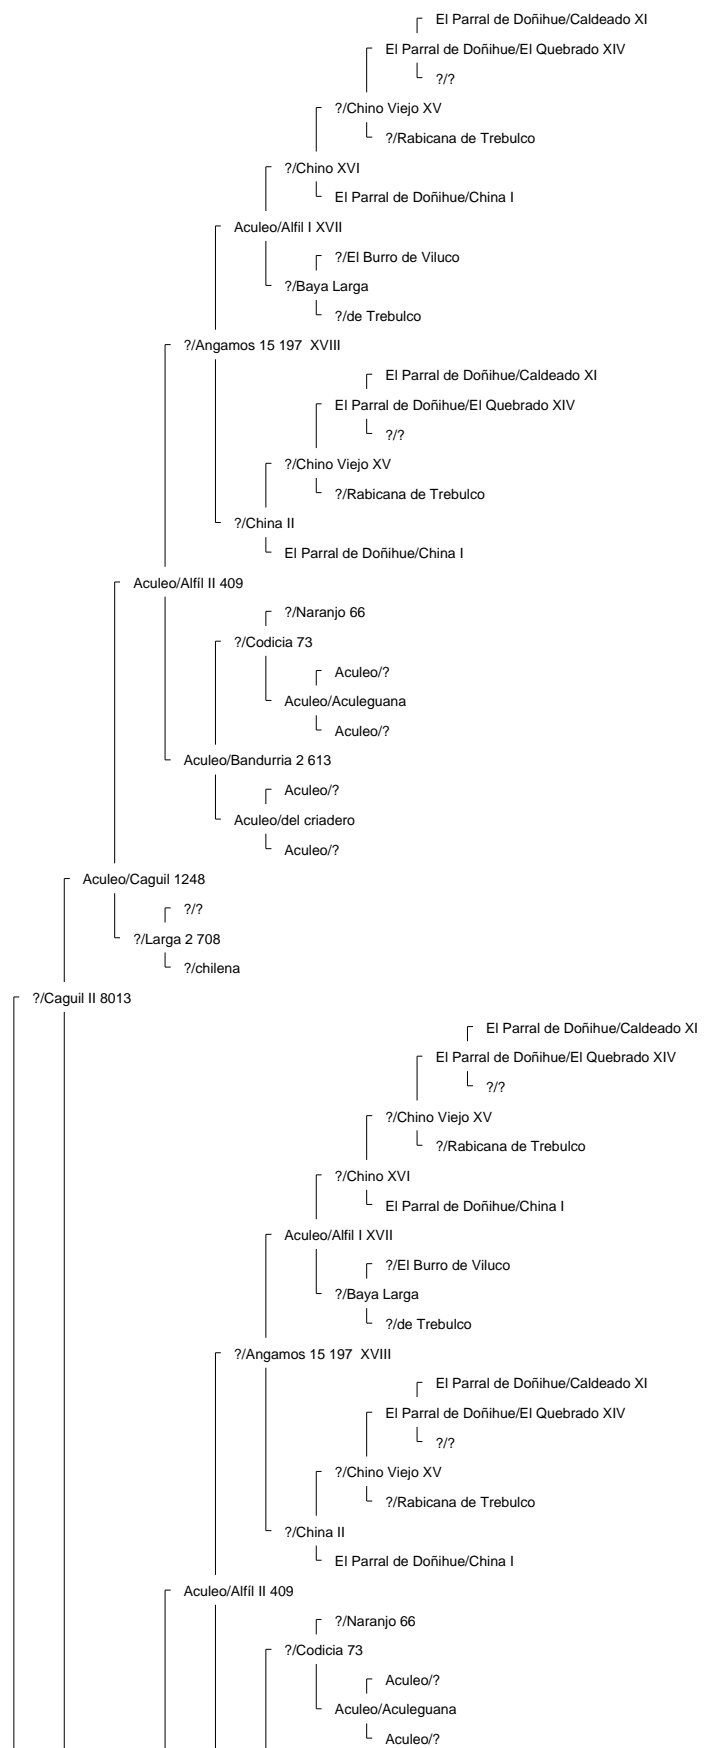 El Parral de Doñihue/Caldeado XI
El Parral de Doñihue/El Quebrado XIV
?/?
?/Chino Viejo XV
?/Rabicana de Trebulco
?/Chino XVI
El Parral de Doñihue/China I
Aculeo/Alfil I XVII
?/El Burro de Viluco
?/Baya Larga
?/de Trebulco
?/Angamos 15 197 XVIII
El Parral de Doñihue/Caldeado XI
El Parral de Doñihue/El Quebrado XIV
?/?
?/Chino Viejo XV
?/Rabicana de Trebulco
?/China II
El Parral de Doñihue/China I
Aculeo/Alfíl II 409
?/Naranjo 66
?/Codicia 73
Aculeo/?
Aculeo/Aculeguana
Aculeo/?
Aculeo/Bandurria 2 613
Aculeo/?
Aculeo/del criadero
Aculeo/?
Aculeo/Caguil 1248
?/?
?/Larga 2 708
?/chilena
?/Caguil II 8013
El Parral de Doñihue/Caldeado XI
El Parral de Doñihue/El Quebrado XIV
?/?
?/Chino Viejo XV
?/Rabicana de Trebulco
?/Chino XVI
El Parral de Doñihue/China I
Aculeo/Alfil I XVII
?/El Burro de Viluco
?/Baya Larga
?/de Trebulco
?/Angamos 15 197 XVIII
El Parral de Doñihue/Caldeado XI
El Parral de Doñihue/El Quebrado XIV
?/?
?/Chino Viejo XV
?/Rabicana de Trebulco
?/China II
El Parral de Doñihue/China I
Aculeo/Alfíl II 409
?/Naranjo 66
?/Codicia 73
Aculeo/?
Aculeo/Aculeguana
Aculeo/?